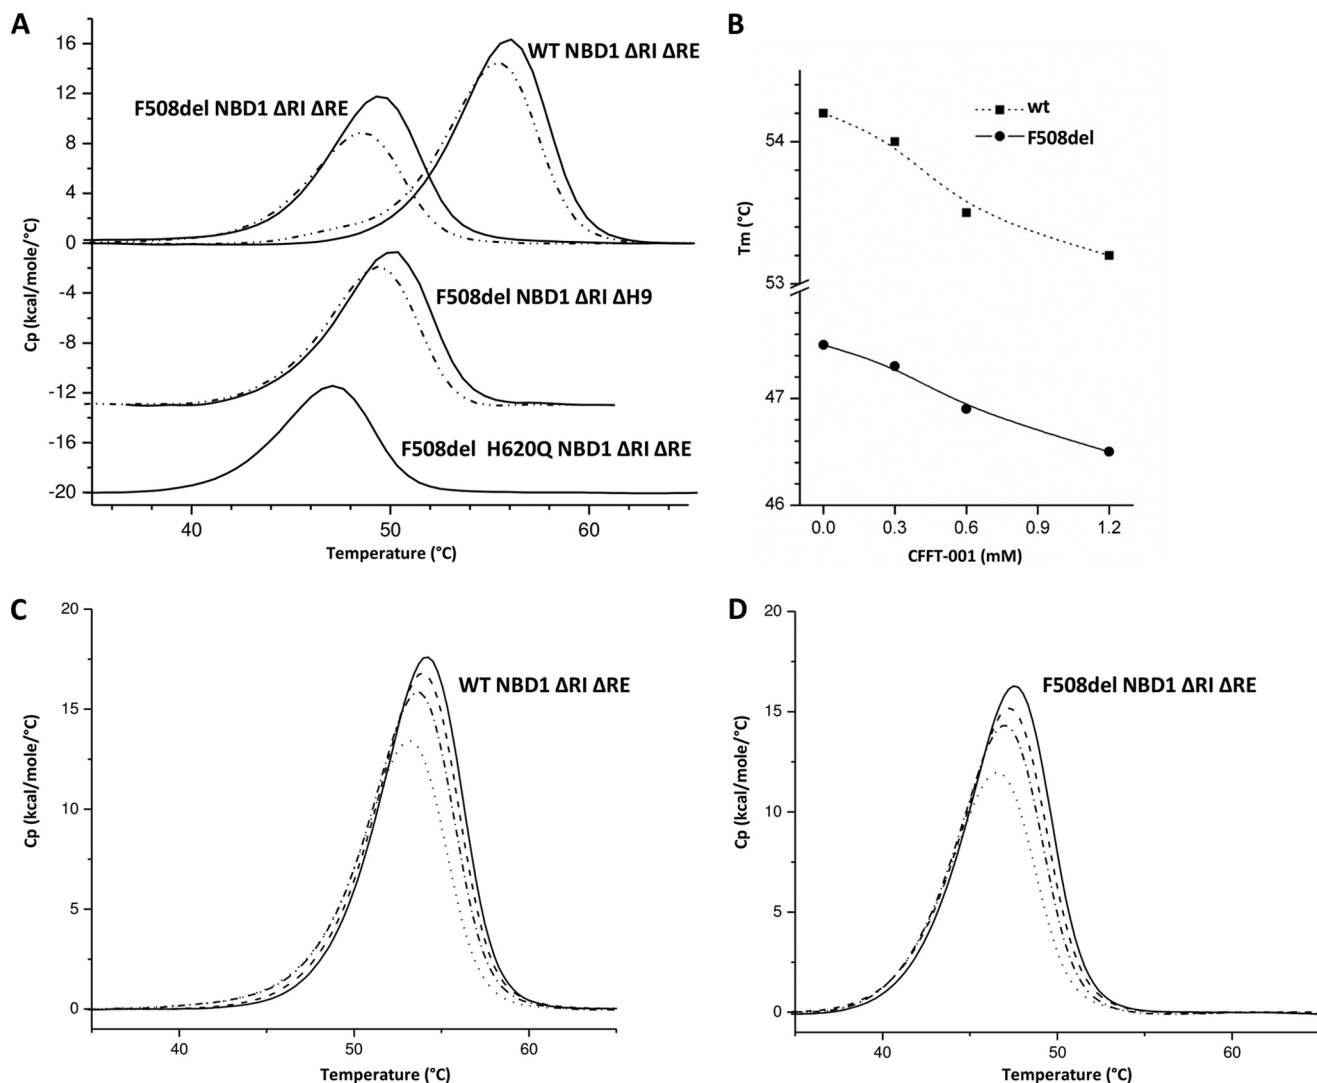 A
16
12
8
4
0
-4
-8
-12
-16
-20
Cp (kcal/mole/°C)
WT NBD1 ΔRI ΔRE
F508del NBD1 ΔRI ΔRE
F508del NBD1 ΔRI ΔH9
F508del H620Q NBD1 ΔRI ΔRE
40
50
60
Temperature (°C)
B
wt
F508del
54
53
47
46
Tm (°C)
0.0
0.3
0.6
0.9
1.2
CFFT-001 (mM)
C
20
15
10
5
0
Cp (kcal/mole/°C)
WT NBD1 ΔRI ΔRE
40
50
60
Temperature (°C)
D
20
15
10
5
0
Cp (kcal/mole/°C)
F508del NBD1 ΔRI ΔRE
40
50
60
Temperature (°C)